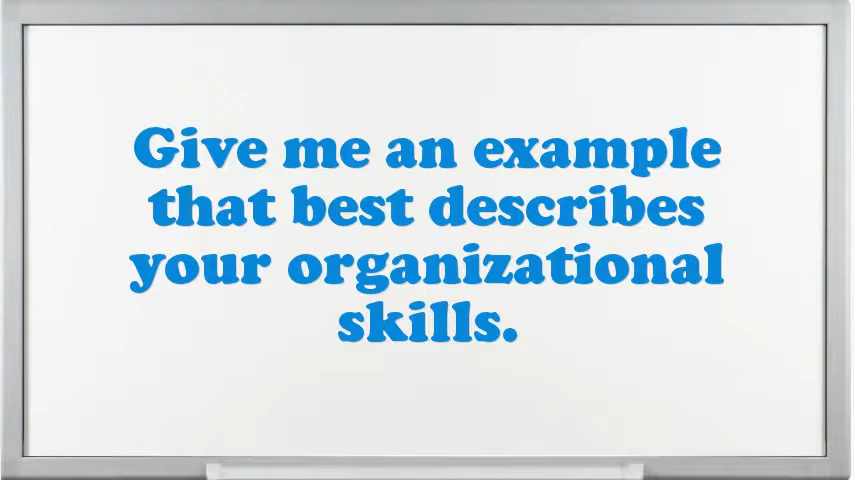 Give me an example
that best describes
your organizational
skills.